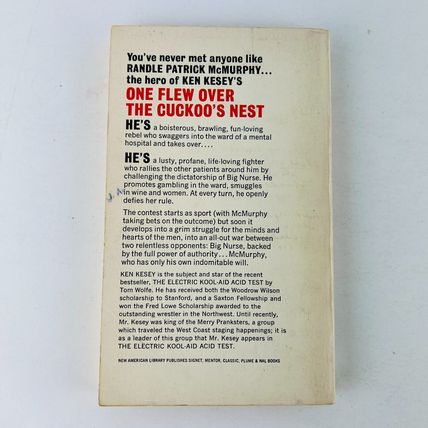 You've never met anyone like
RANDLE PATRICK McMURPHY...
the hero of KEN KESEY'S
ONE FLEW OVER
THE CUCKOO'S NEST
HE'S a boisterous, brawling, fun-loving
rebel who swaggers into the ward of a mental
hospital and takes over....
HE'S a lusty, profane, life-loving fighter
who rallies the other patients around him by
challenging the dictatorship of Big Nurse. He
promotes gambling in the ward, smuggles
in wine and women. At every turn, he openly
defies her rule.
The contest starts as sport (with McMurphy
taking bets on the outcome) but soon it
develops into a grim struggle for the minds and
hearts of the men, into an all-out war between
two relentless opponents: Big Nurse, backed
by the full power of authority... McMurphy,
who has only his own indomitable will.
KEN KESEY is the subject and star of the recent
bestseller, THE ELECTRIC KOOL-AID ACID TEST by
Tom Wolfe. He has received both the Woodrow Wilson
scholarship to Stanford, and a Saxton Fellowship and
won the Fred Lowe Scholarship awarded to the
outstanding wrestler in the Northwest. Until recently,
Mr. Kesey was king of the Merry Pranksters, a group
which traveled the West Coast staging happenings; it is
as a leader of this group that Mr. Kesey appears in
THE ELECTRIC KOOL-AID ACID TEST.
NEW AMERICAN LIBRARY PUBLISHES SIGNET, MENTOR, CLASSIC, PLUME & NAL BOOKS